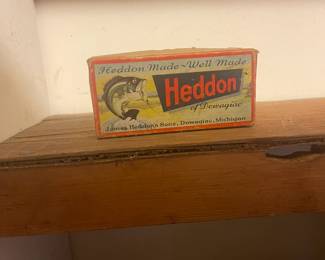 Heddon Made - Well Made
Heddon
of Dowagiac
James Heddon's Sons, Dowagiac, Michigan